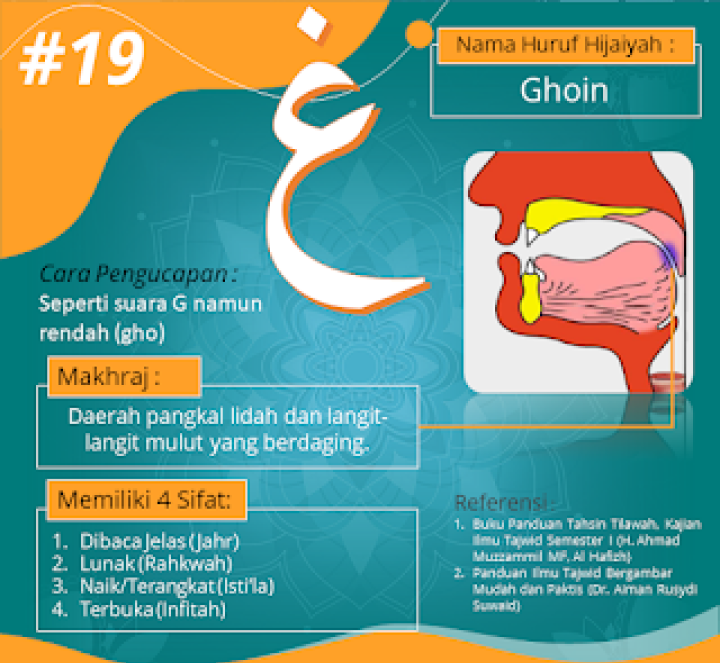 #19
غ
Nama Huruf Hijaiyah :
Ghoin
Cara Pengucapan :
Seperti suara G namun
rendah (gho)
Makhraj :
Daerah pangkal lidah dan langit-
langit mulut yang berdaging.
Memiliki 4 Sifat:
1. Dibaca Jelas (Jahr)
2. Lunak (Rahkwah)
3. Naik/Terangkat (Isti'la)
4. Terbuka (Infitah)
Referensi :
1. Buku Panduan Tahsin Tilawah, Kajian
Ilmu Tajwid Semester I (H. Ahmad
Muzzammil MF, Al Hafizh)
2. Panduan Ilmu Tajwid Bergambar
Mudah dan Paktis (Dr. Aiman Rusydi
Suwaid)